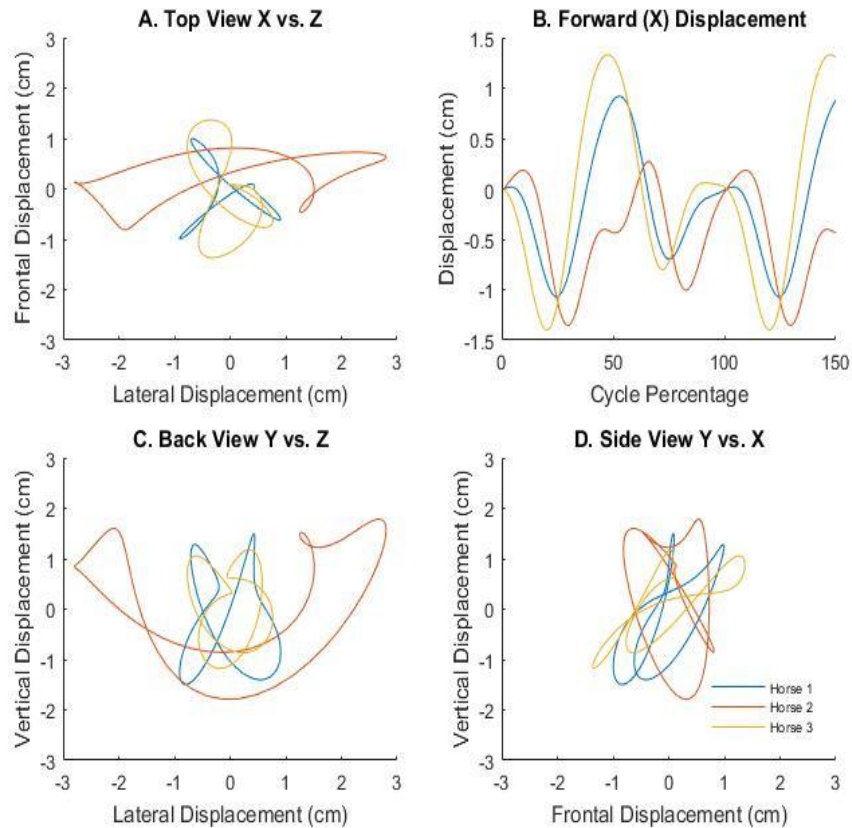 A. Top View X vs. Z
3
2
1
0
-1
-2
-3
Frontal Displacement (cm)
-3 -2 -1 0 1 2 3
Lateral Displacement (cm)
B. Forward (X) Displacement
1.5
1
0.5
0
-0.5
-1
-1.5
Displacement (cm)
0 50 100 150
Cycle Percentage
C. Back View Y vs. Z
3
2
1
0
-1
-2
-3
Vertical Displacement (cm)
-3 -2 -1 0 1 2 3
Lateral Displacement (cm)
D. Side View Y vs. X
3
2
1
0
-1
-2
-3
Vertical Displacement (cm)
Horse 1
Horse 2
Horse 3
-3 -2 -1 0 1 2 3
Frontal Displacement (cm)